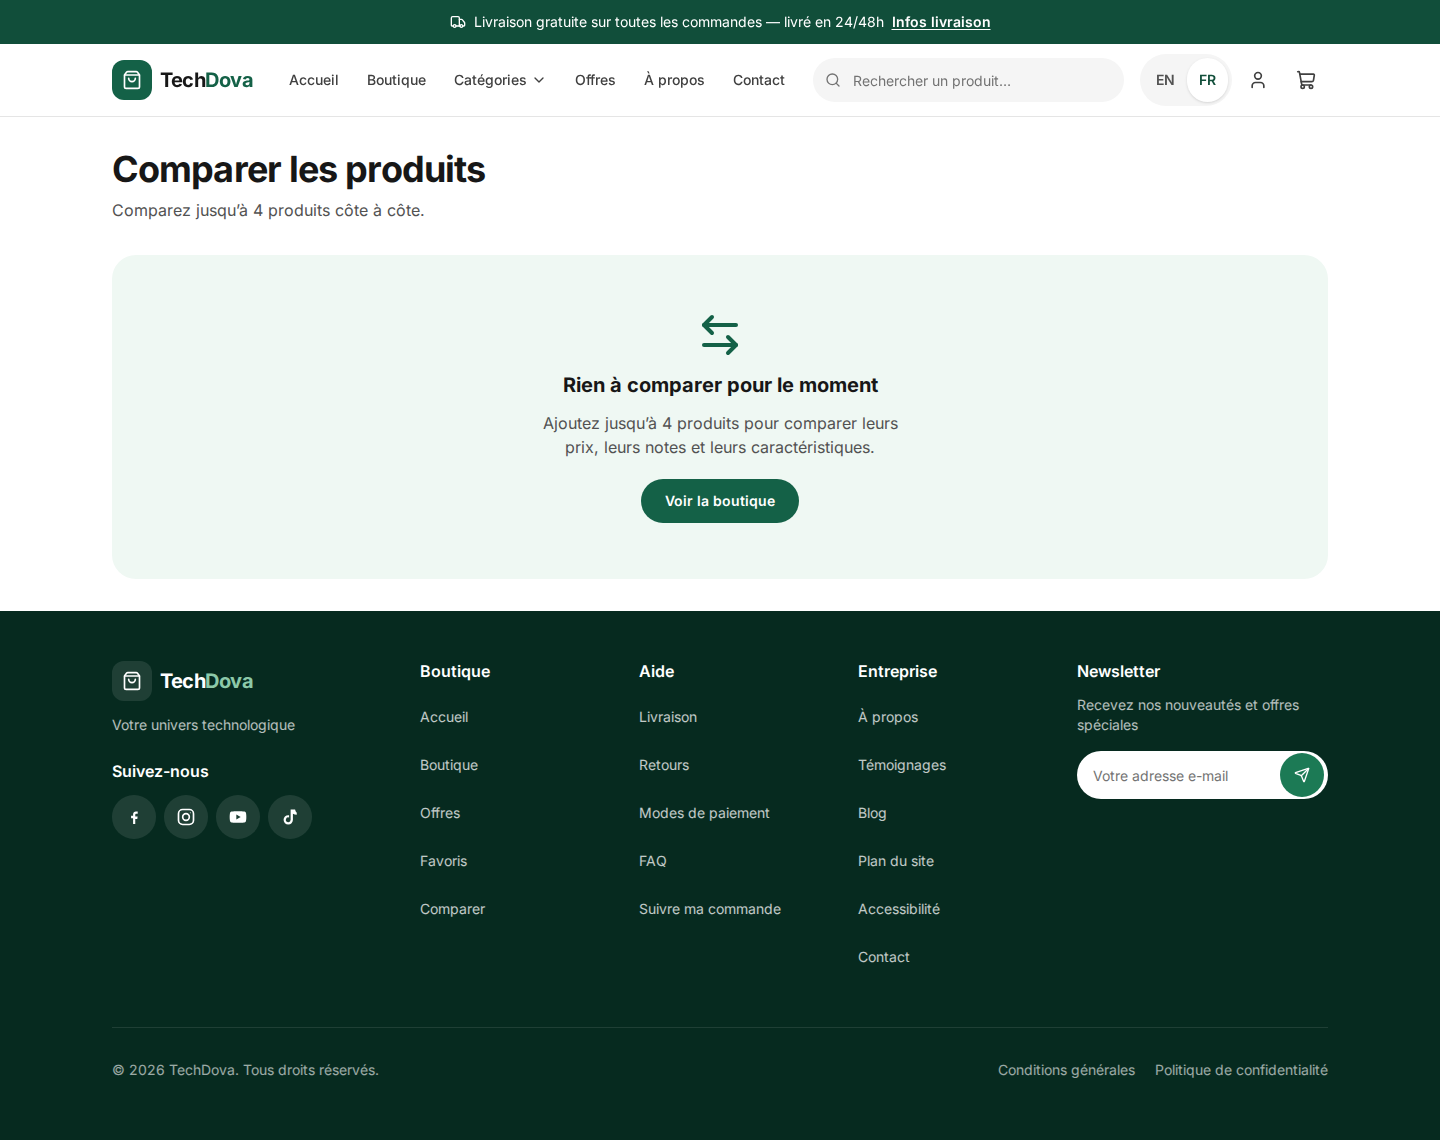 Livraison gratuite sur toutes les commandes — livré en 24/48h Infos livraison
TechDova Accueil Boutique Catégories Offres À propos Contact Rechercher un produit... EN FR
Comparer les produits
Comparez jusqu’à 4 produits côte à côte.
Rien à comparer pour le moment
Ajoutez jusqu’à 4 produits pour comparer leurs
prix, leurs notes et leurs caractéristiques.
Voir la boutique
TechDova
Votre univers technologique
Suivez-nous
Boutique
Accueil
Boutique
Offres
Favoris
Comparer
Aide
Livraison
Retours
Modes de paiement
FAQ
Suivre ma commande
Entreprise
À propos
Témoignages
Blog
Plan du site
Accessibilité
Contact
Newsletter
Recevez nos nouveautés et offres
spéciales
Votre adresse e-mail
© 2026 TechDova. Tous droits réservés.
Conditions générales Politique de confidentialité